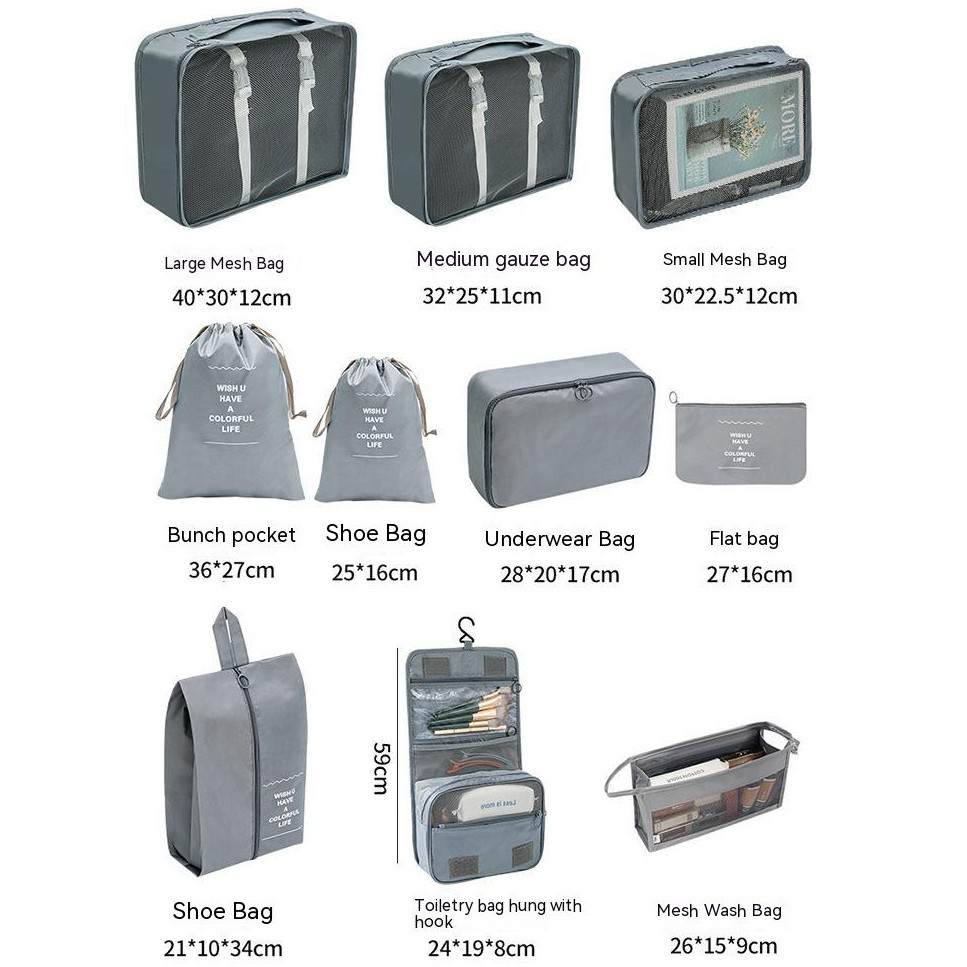 MORE
Large Mesh Bag
40*30*12cm
Medium gauze bag
32*25*11cm
Small Mesh Bag
30*22.5*12cm
WISH U
HAVE
A
COLORFUL
LIFE
WISH U
HAVE
A
COLORFUL
LIFE
WISH U
HAVE
A
COLORFUL
LIFE
Bunch pocket
36*27cm
Shoe Bag
25*16cm
Underwear Bag
28*20*17cm
Flat bag
27*16cm
WISH U
HAVE
A
COLORFUL
LIFE
59cm
Less is more
COTTON TOOLS
Shoe Bag
21*10*34cm
Toiletry bag hung with
hook
24*19*8cm
Mesh Wash Bag
26*15*9cm